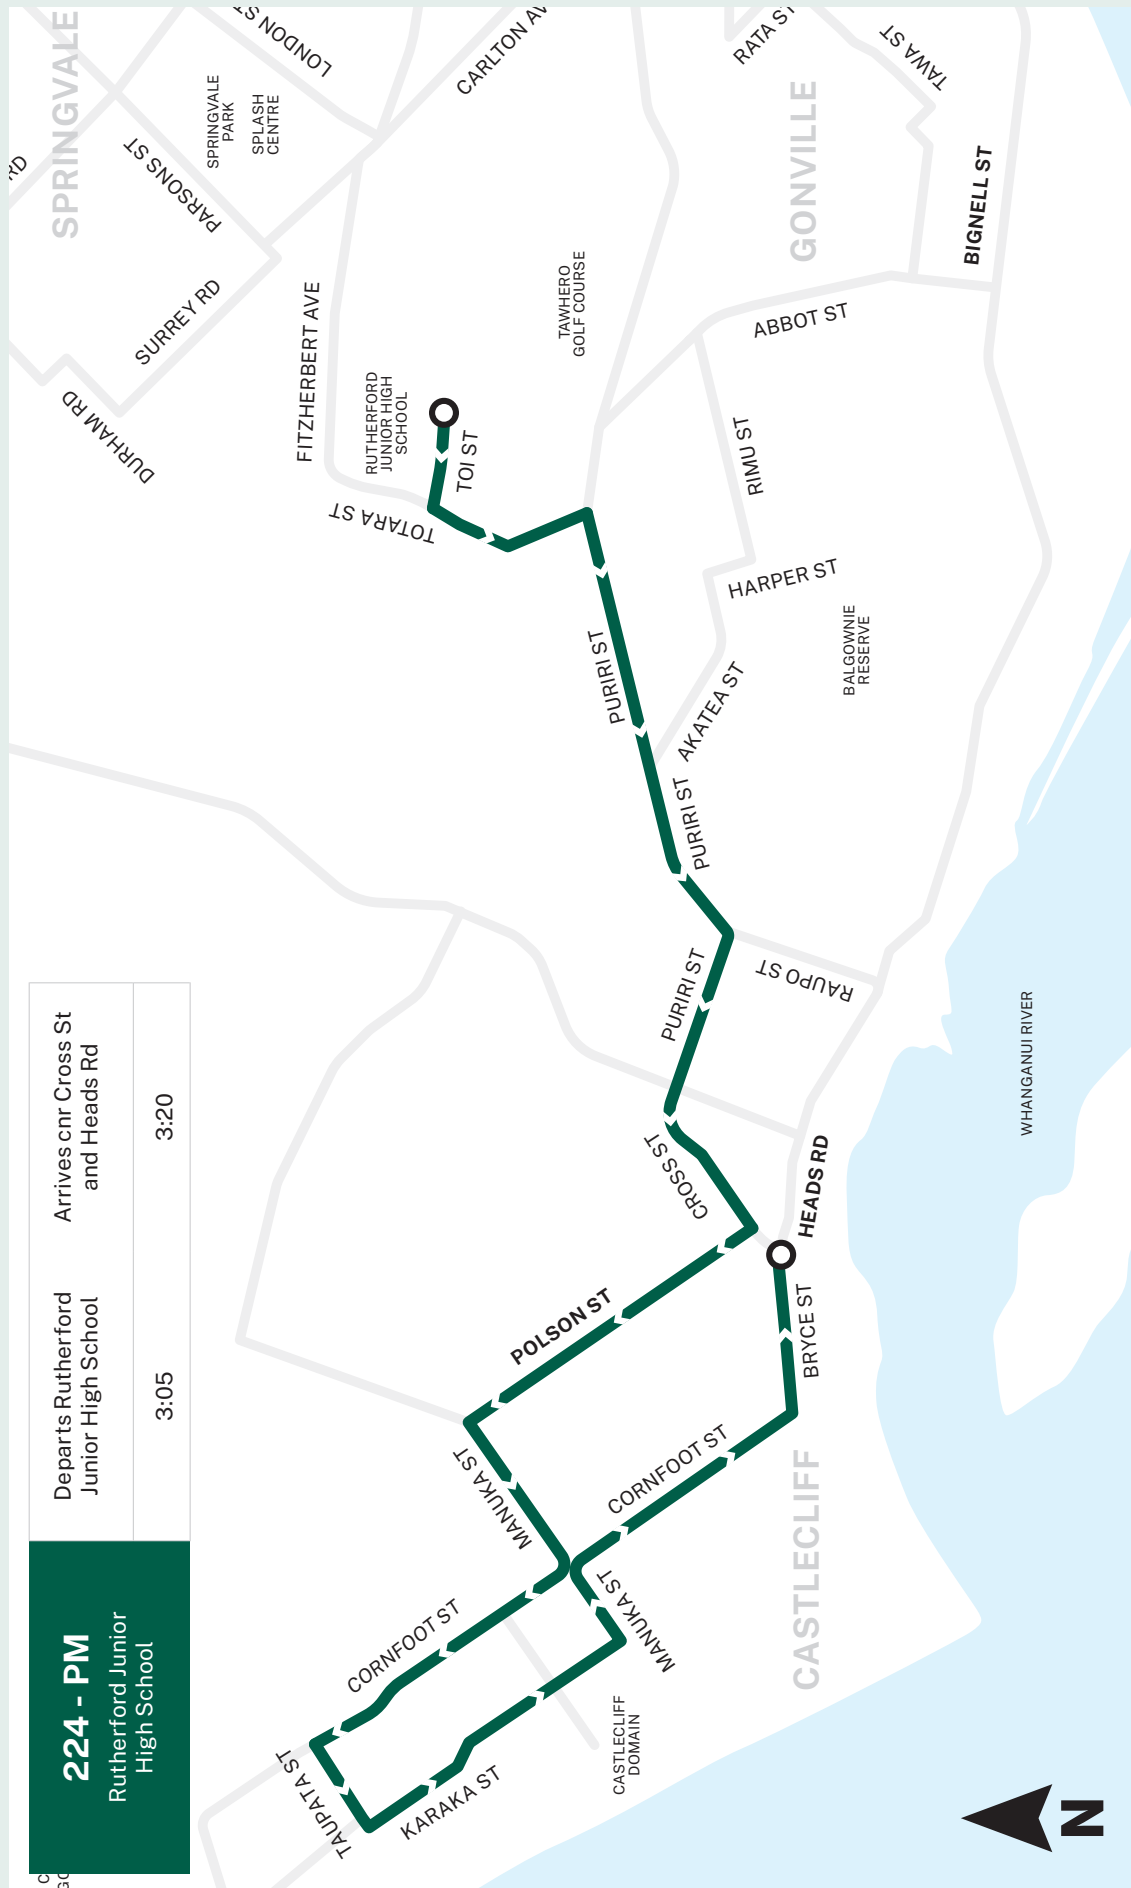 224 - PM
Rutherford Junior
High School
Departs Rutherford
Junior High School
Arrives cnr Cross St
and Heads Rd
3:05
3:20
SPRINGVALE
RD
PARSONS ST
SPRINGVALE
PARK
SPLASH
CENTRE
LONDON ST
CARLTON AV
RATA ST
TAWA ST
GONVILLE
BIGNELL ST
SURREY RD
DURHAM RD
FITZHERBERT AVE
TAWHERO
GOLF COURSE
ABBOT ST
RUTHERFORD
JUNIOR HIGH
SCHOOL
TOI ST
TOTARA ST
RIMU ST
HARPER ST
BALGOWNIE
RESERVE
PURIRI ST
AKATEA ST
PURIRI ST
PURIRI ST
RAUPO ST
WHANGANUI RIVER
CROSS ST
HEADS RD
POLSON ST
BRYCE ST
MANUKA ST
CORNFOOT ST
CASTLECLIFF
MANUKA ST
CORNFOOT ST
TAUPATA ST
KARAKA ST
CASTLECLIFF
DOMAIN
N